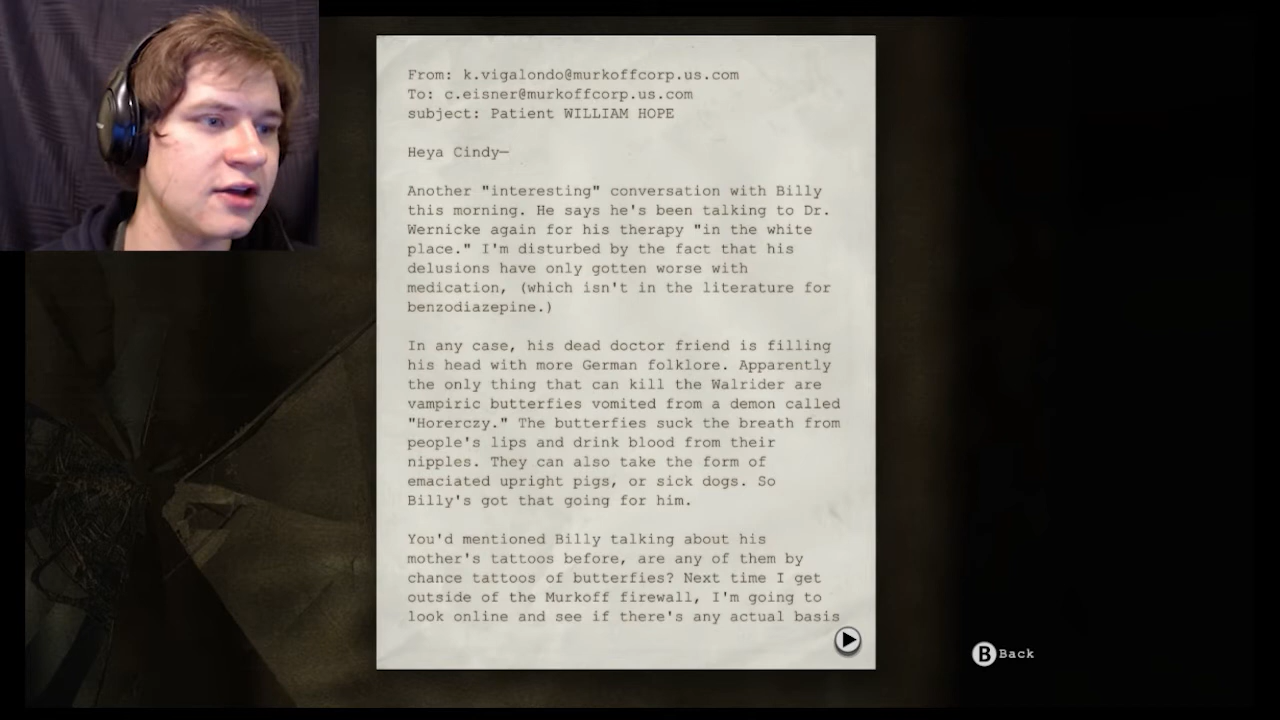 From: k.vigalondo@murkoffcorp.us.com
To: c.eisner@murkoffcorp.us.com
subject: Patient WILLIAM HOPE
Heya Cindy—
Another "interesting" conversation with Billy
this morning. He says he's been talking to Dr.
Wernicke again for his therapy "in the white
place." I'm disturbed by the fact that his
delusions have only gotten worse with
medication, (which isn't in the literature for
benzodiazepine.)
In any case, his dead doctor friend is filling
his head with more German folklore. Apparently
the only thing that can kill the Walrider are
vampiric butterfies vomited from a demon called
"Horerczy." The butterfies suck the breath from
people's lips and drink blood from their
nipples. They can also take the form of
emaciated upright pigs, or sick dogs. So
Billy's got that going for him.
You'd mentioned Billy talking about his
mother's tattoos before, are any of them by
chance tattoos of butterfies? Next time I get
outside of the Murkoff firewall, I'm going to
look online and see if there's any actual basis
B Back